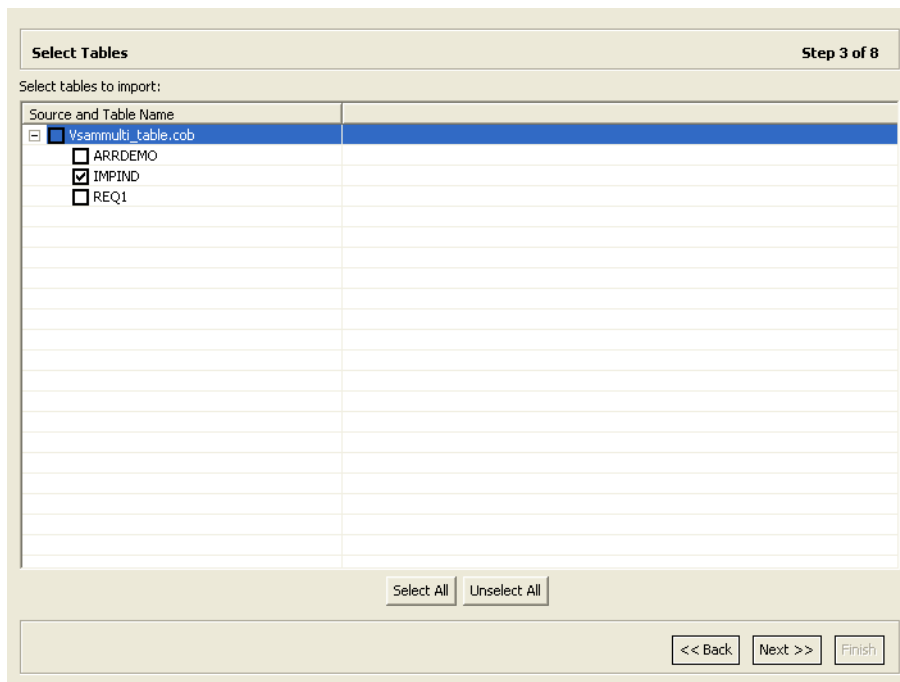 Select Tables Step 3 of 8
Select tables to import:
Source and Table Name
Vsammulti_table.cob
ARRDEMO
IMPIND
REQ1
Select All Unselect All
<< Back Next >> Finish